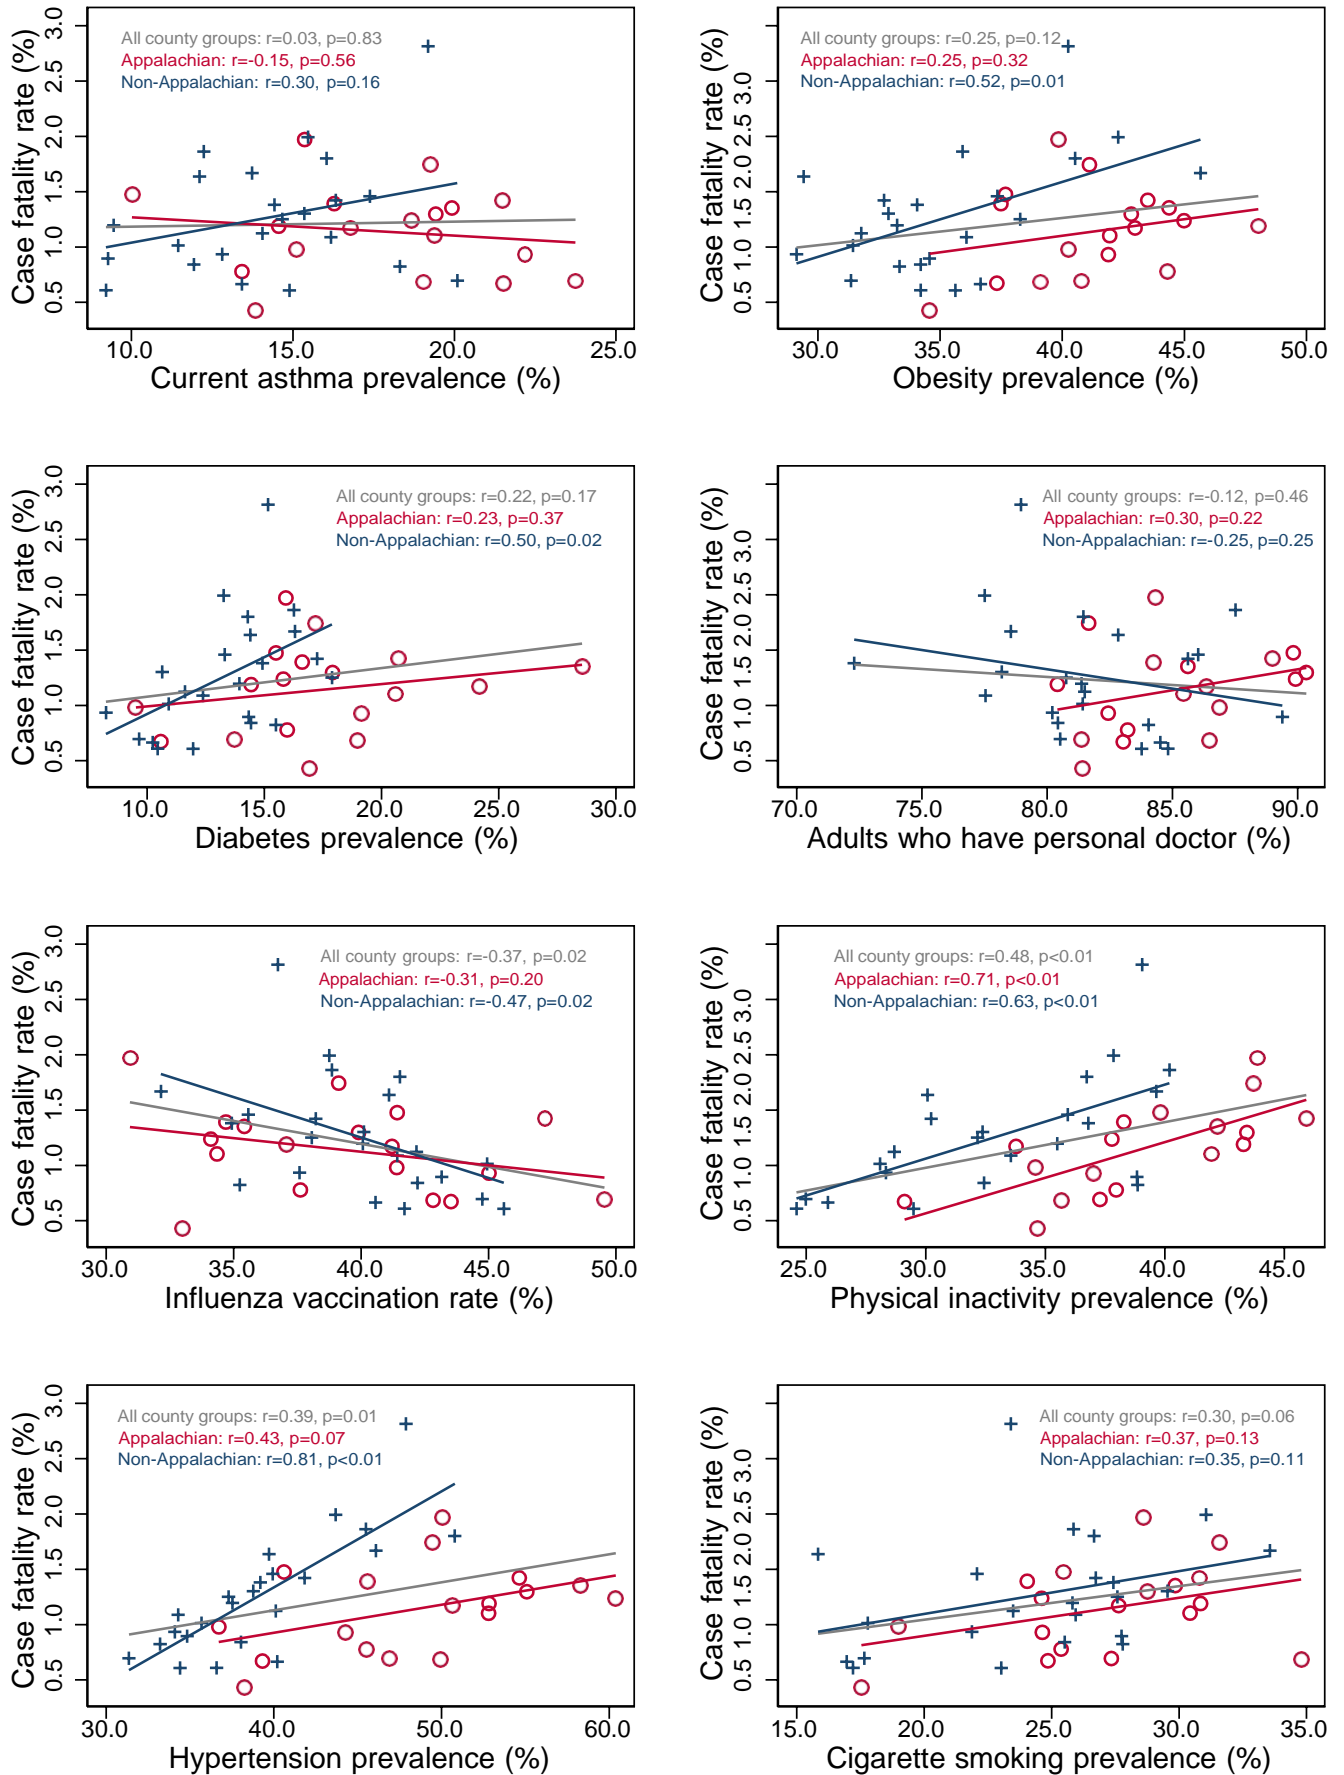 Case fatality rate (%)
0.5 1.0 1.5 2.0 2.5 3.0
All county groups: r=0.03, p=0.83
Appalachian: r=-0.15, p=0.56
Non-Appalachian: r=0.30, p=0.16
10.0 15.0 20.0 25.0
Current asthma prevalence (%)
Case fatality rate (%)
0.5 1.0 1.5 2.0 2.5 3.0
All county groups: r=0.25, p=0.12
Appalachian: r=0.25, p=0.32
Non-Appalachian: r=0.52, p=0.01
30.0 35.0 40.0 45.0 50.0
Obesity prevalence (%)
Case fatality rate (%)
0.5 1.0 1.5 2.0 2.5 3.0
All county groups: r=0.22, p=0.17
Appalachian: r=0.23, p=0.37
Non-Appalachian: r=0.50, p=0.02
10.0 15.0 20.0 25.0 30.0
Diabetes prevalence (%)
Case fatality rate (%)
0.5 1.0 1.5 2.0 2.5 3.0
All county groups: r=-0.12, p=0.46
Appalachian: r=0.30, p=0.22
Non-Appalachian: r=-0.25, p=0.25
70.0 75.0 80.0 85.0 90.0
Adults who have personal doctor (%)
Case fatality rate (%)
0.5 1.0 1.5 2.0 2.5 3.0
All county groups: r=-0.37, p=0.02
Appalachian: r=-0.31, p=0.20
Non-Appalachian: r=-0.47, p=0.02
30.0 35.0 40.0 45.0 50.0
Influenza vaccination rate (%)
Case fatality rate (%)
0.5 1.0 1.5 2.0 2.5 3.0
All county groups: r=0.48, p<0.01
Appalachian: r=0.71, p<0.01
Non-Appalachian: r=0.63, p<0.01
25.0 30.0 35.0 40.0 45.0
Physical inactivity prevalence (%)
Case fatality rate (%)
0.5 1.0 1.5 2.0 2.5 3.0
All county groups: r=0.39, p=0.01
Appalachian: r=0.43, p=0.07
Non-Appalachian: r=0.81, p<0.01
30.0 40.0 50.0 60.0
Hypertension prevalence (%)
Case fatality rate (%)
0.5 1.0 1.5 2.0 2.5 3.0
All county groups: r=0.30, p=0.06
Appalachian: r=0.37, p=0.13
Non-Appalachian: r=0.35, p=0.11
15.0 20.0 25.0 30.0 35.0
Cigarette smoking prevalence (%)